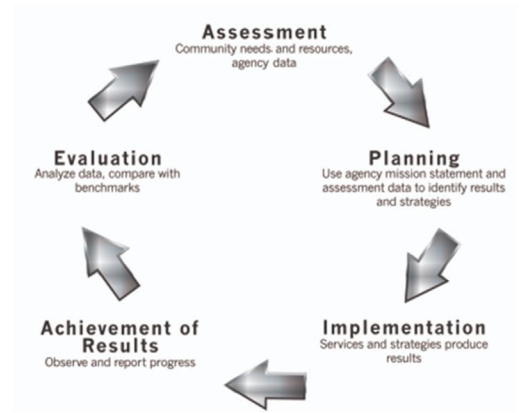 Assessment
Community needs and resources,
agency data
Evaluation
Analyze data, compare with
benchmarks
Planning
Use agency mission statement and
assessment data to identify results
and strategies
Achievement of
Results
Observe and report progress
Implementation
Services and strategies produce
results